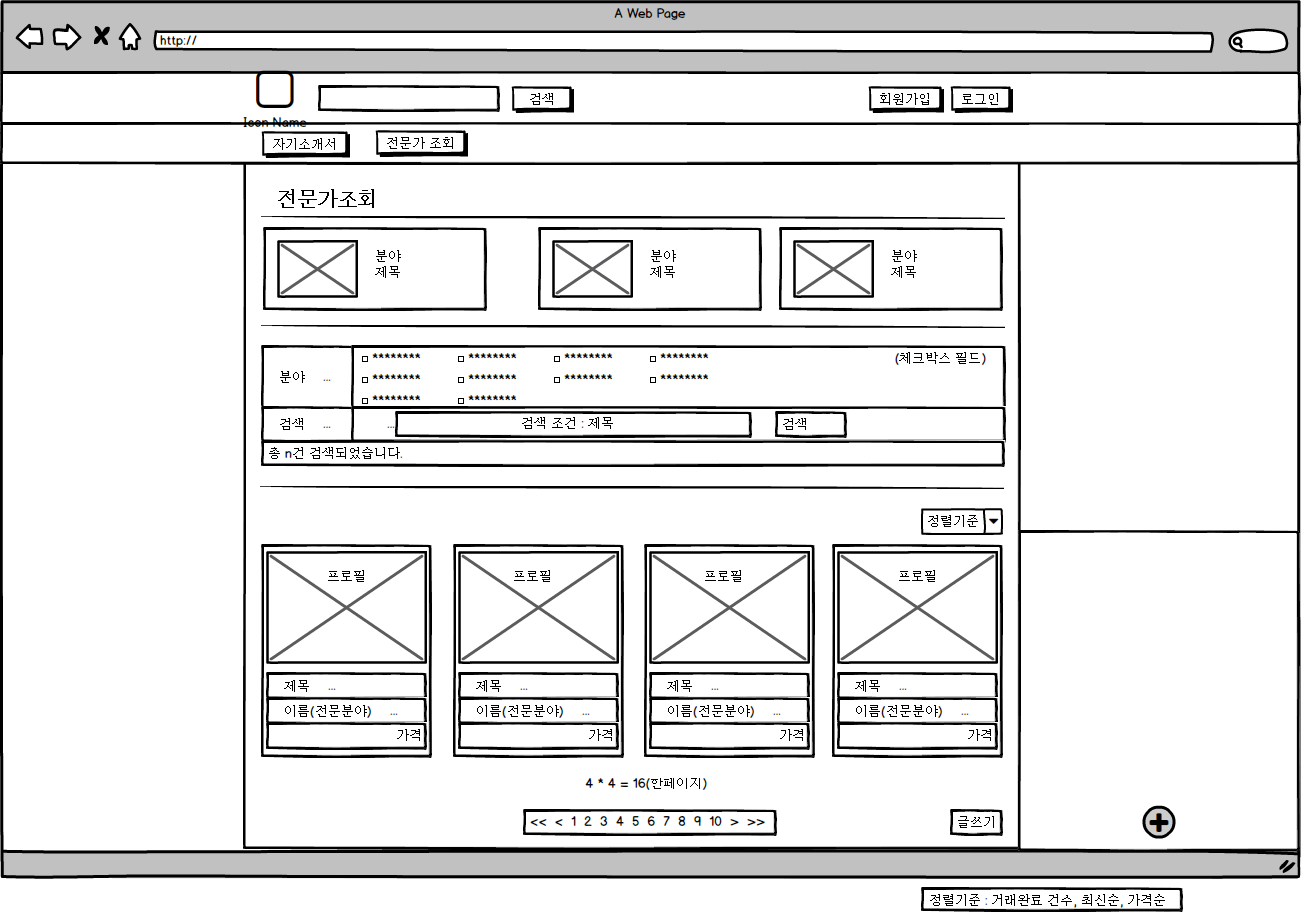 A Web Page
http://
검색
회원가입
로그인
Icon Name
자기소개서
전문가 조회
전문가조회
분야
제목
분야
제목
분야
제목
분야 ...
******** ******** ******** ******** (체크박스 필드)
******** ******** ******** ********
******** ********
검색 ... ... 검색 조건 : 제목 검색
총 n건 검색되었습니다.
정렬기준
프로필 프로필 프로필 프로필
제목 ... 제목 ... 제목 ... 제목 ...
이름(전문분야) ... 이름(전문분야) ... 이름(전문분야) ... 이름(전문분야) ...
가격 가격 가격 가격
4 * 4 = 16(한페이지)
<< < 1 2 3 4 5 6 7 8 9 10 > >>
글쓰기
정렬기준 : 거래완료 건수, 최신순, 가격순